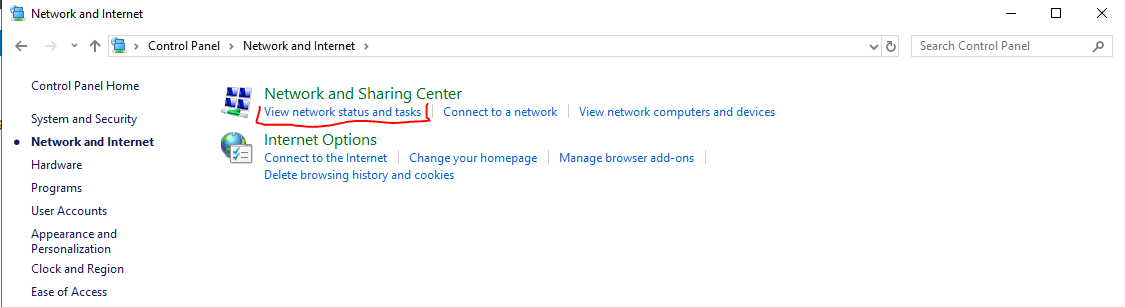 Network and Internet
Control Panel > Network and Internet >
Search Control Panel
Control Panel Home
System and Security
Network and Internet
Hardware
Programs
User Accounts
Appearance and
Personalization
Clock and Region
Ease of Access
Network and Sharing Center
View network status and tasks | Connect to a network | View network computers and devices
Internet Options
Connect to the Internet | Change your homepage | Manage browser add-ons |
Delete browsing history and cookies